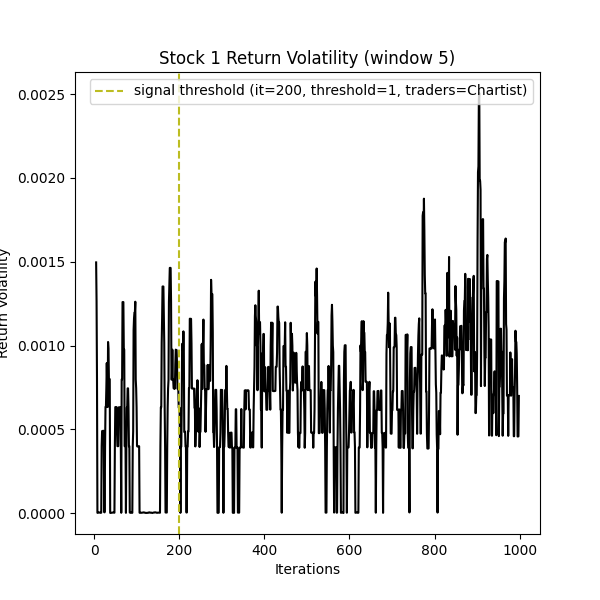 Stock 1 Return Volatility (window 5)
signal threshold (it=200, threshold=1, traders=Chartist)
0.0025
0.0020
0.0015
0.0010
0.0005
0.0000
Return Volatility
0 200 400 600 800 1000
Iterations